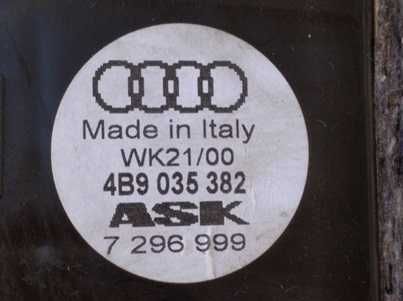 Made in Italy
WK21/00
4B9 035 382
ASK
7 296 999